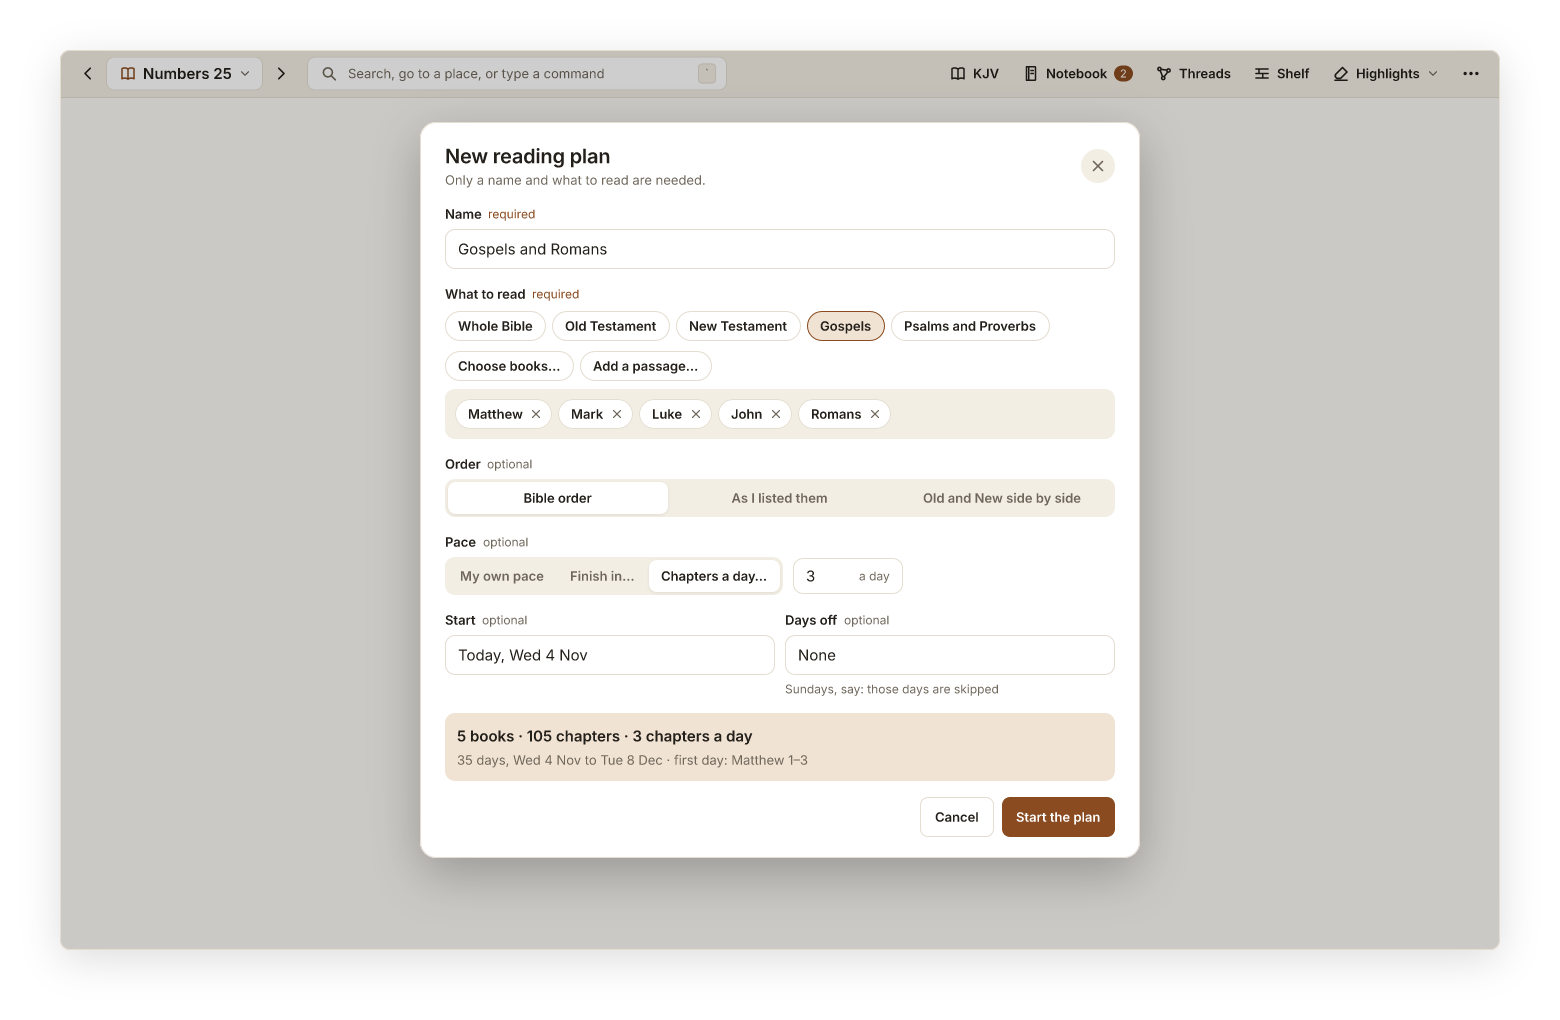 Numbers 25
Search, go to a place, or type a command
KJV
Notebook 2
Threads
Shelf
Highlights
New reading plan
Only a name and what to read are needed.
Name required
Gospels and Romans
What to read required
Whole Bible
Old Testament
New Testament
Gospels
Psalms and Proverbs
Choose books...
Add a passage...
Matthew
Mark
Luke
John
Romans
Order optional
Bible order
As I listed them
Old and New side by side
Pace optional
My own pace
Finish in...
Chapters a day...
3 a day
Start optional
Days off optional
Today, Wed 4 Nov
None
Sundays, say: those days are skipped
5 books · 105 chapters · 3 chapters a day
35 days, Wed 4 Nov to Tue 8 Dec · first day: Matthew 1–3
Cancel
Start the plan